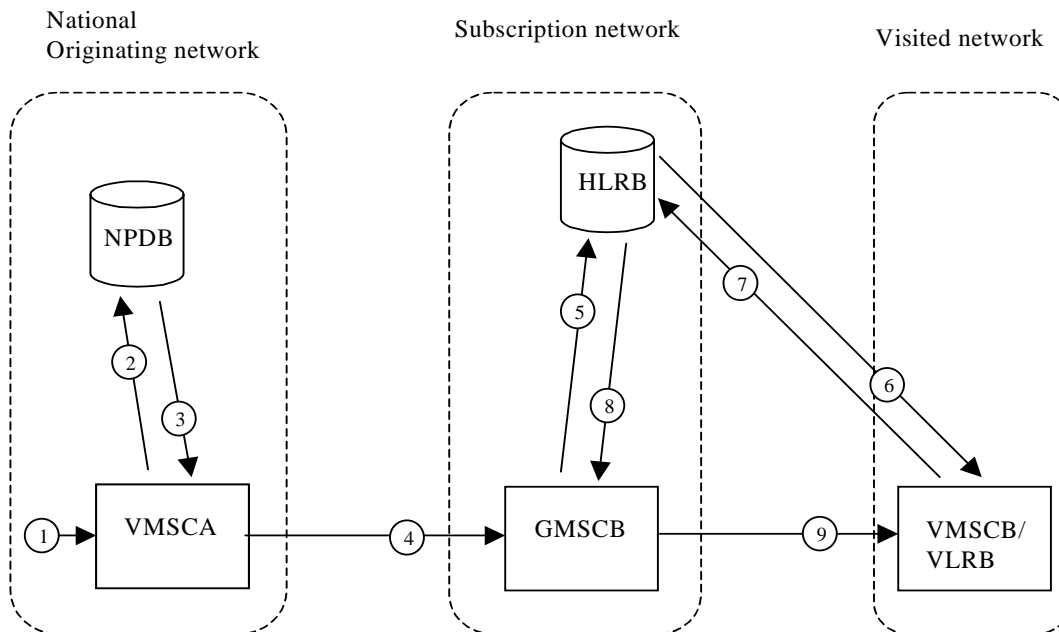 National
Originating network
Subscription network
Visited network
NPDB
HLRB
2
3
5
8
7
6
1
VMSCA
4
GMSCB
9
VMSCB/
VLRB